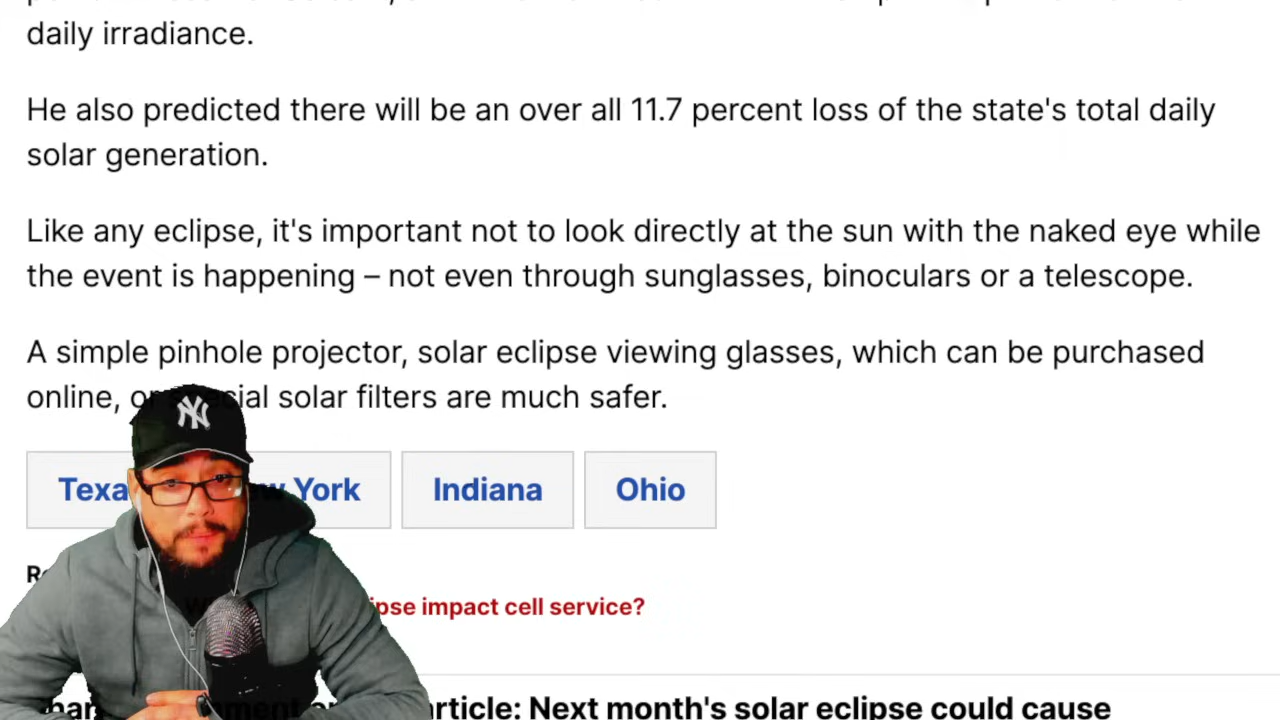 daily irradiance.
He also predicted there will be an over all 11.7 percent loss of the state's total daily
solar generation.
Like any eclipse, it's important not to look directly at the sun with the naked eye while
the event is happening – not even through sunglasses, binoculars or a telescope.
A simple pinhole projector, solar eclipse viewing glasses, which can be purchased
online, or special solar filters are much safer.
NY
York Indiana Ohio
impact cell service?
article: Next month's solar eclipse could cause